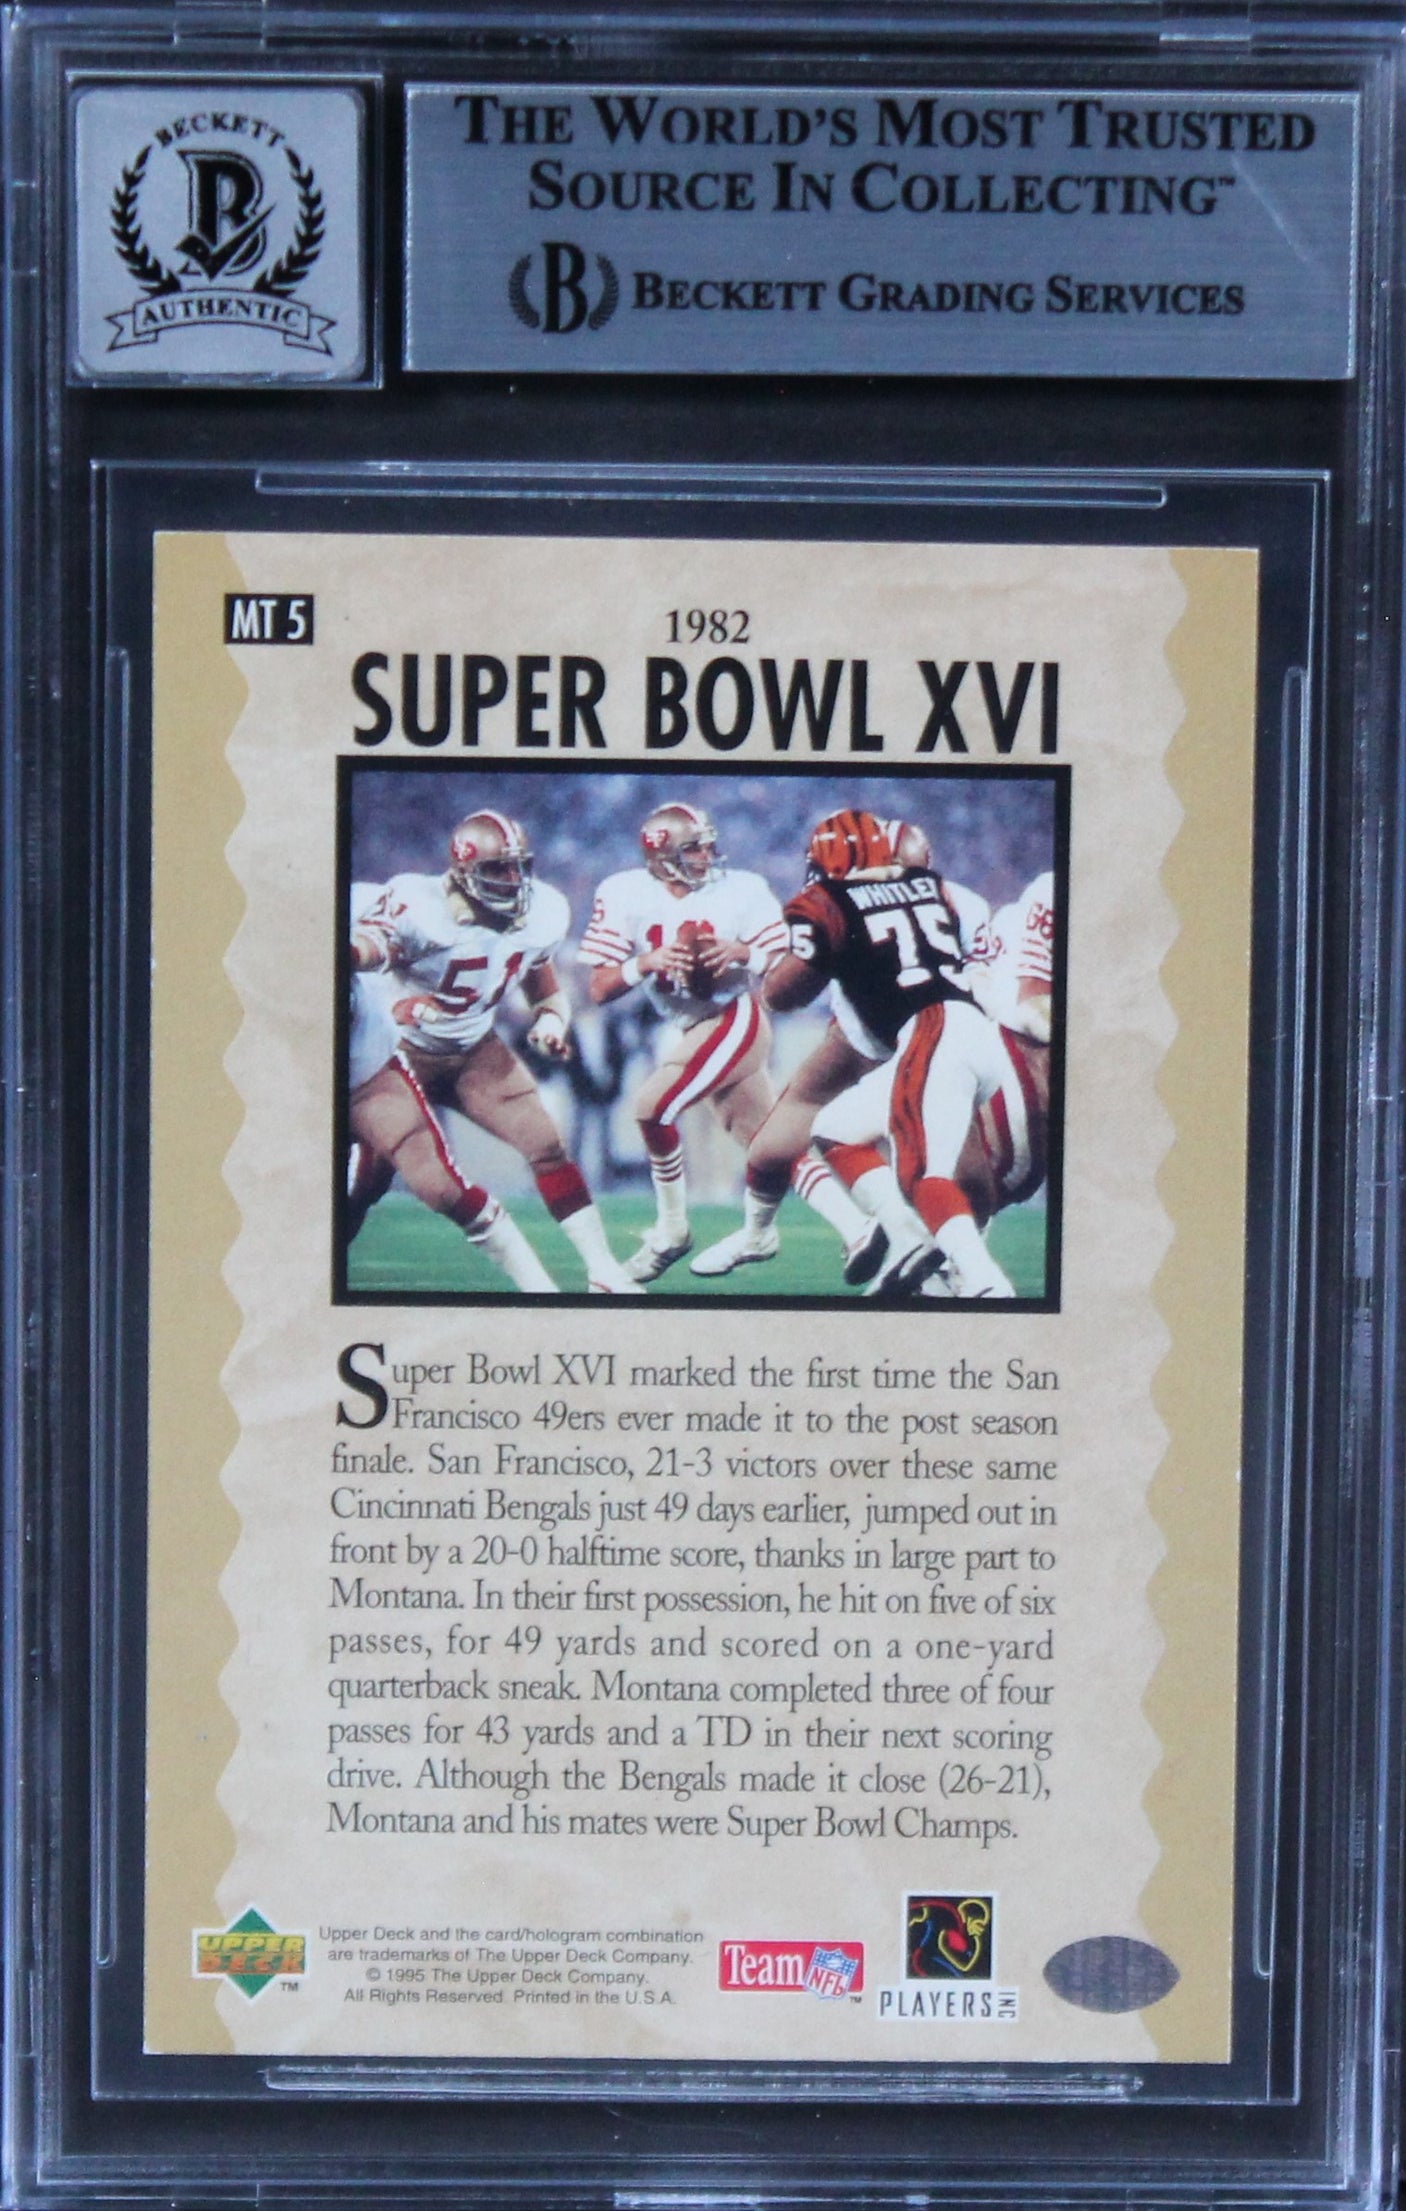 BECKETT
B
AUTHENTIC
THE WORLD'S MOST TRUSTED
SOURCE IN COLLECTING™
B BECKETT GRADING SERVICES
MT 5
1982
SUPER BOWL XVI
WHITLEY
75
51
16
68
Super Bowl XVI marked the first time the San
Francisco 49ers ever made it to the post season
finale. San Francisco, 21-3 victors over these same
Cincinnati Bengals just 49 days earlier, jumped out in
front by a 20-0 halftime score, thanks in large part to
Montana. In their first possession, he hit on five of six
passes, for 49 yards and scored on a one-yard
quarterback sneak. Montana completed three of four
passes for 43 yards and a TD in their next scoring
drive. Although the Bengals made it close (26-21),
Montana and his mates were Super Bowl Champs.
UPPER
DECK
™
Upper Deck and the card/hologram combination
are trademarks of The Upper Deck Company.
© 1995 The Upper Deck Company.
All Rights Reserved. Printed in the U.S.A.
Team NFL™
PLAYERS INC